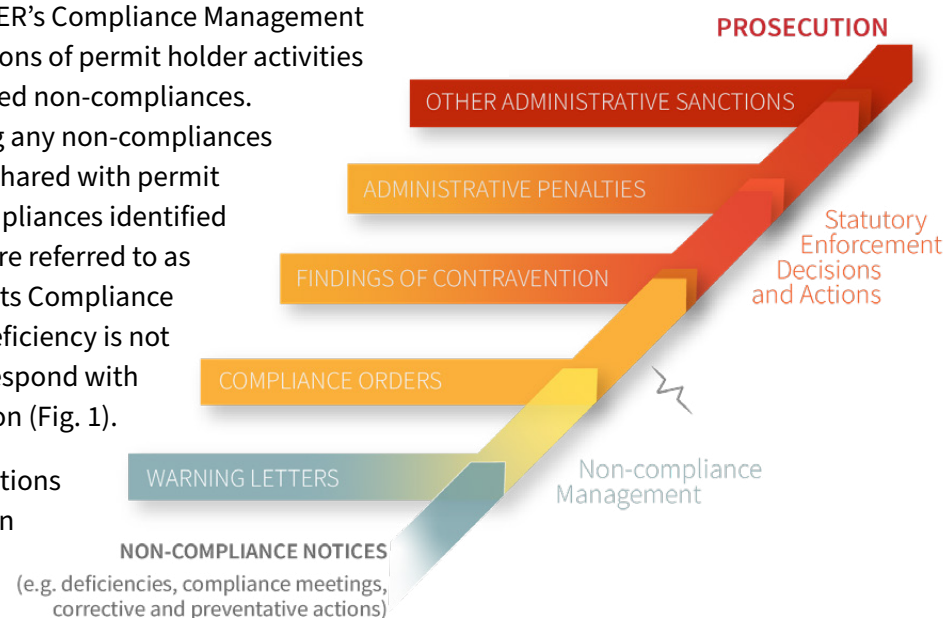 ER’s Compliance Management
ons of permit holder activities
ed non-compliances.
g any non-compliances
hared with permit
pliances identified
re referred to as
ts Compliance
eficiency is not
espond with
on (Fig. 1).
tions
n
PROSECUTION
OTHER ADMINISTRATIVE SANCTIONS
ADMINISTRATIVE PENALTIES
FINDINGS OF CONTRAVENTION
COMPLIANCE ORDERS
WARNING LETTERS
NON-COMPLIANCE NOTICES
(e.g. deficiencies, compliance meetings,
corrective and preventative actions)
Statutory
Enforcement
Decisions
and Actions
Non-compliance
Management